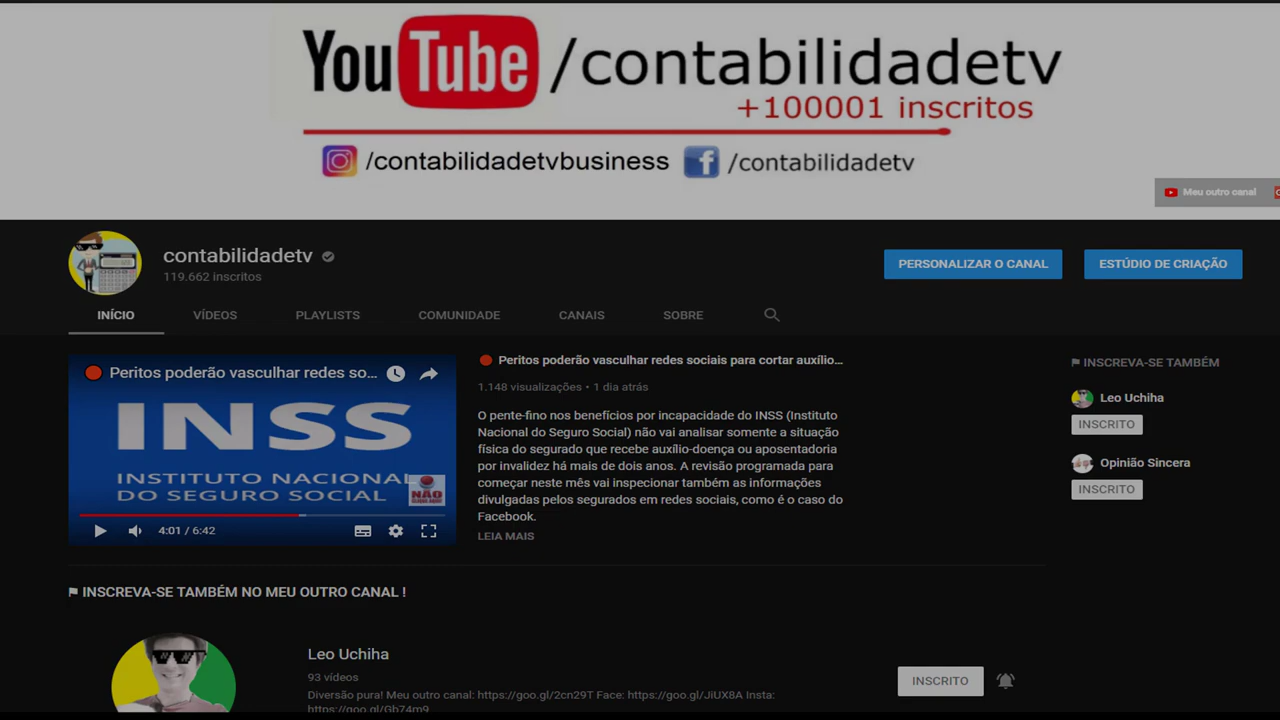 YouTube /contabilidadetv
+100001 inscritos
/contabilidadetvbusiness /contabilidadetv
Meu outro canal
contabilidadetv
119.662 inscritos
PERSONALIZAR O CANAL
ESTÚDIO DE CRIAÇÃO
INÍCIO VÍDEOS PLAYLISTS COMUNIDADE CANAIS SOBRE
Peritos poderão vasculhar redes so...
INSS
INSTITUTO NACIONAL
DO SEGURO SOCIAL
NÃO
4:01 / 6:42
Peritos poderão vasculhar redes sociais para cortar auxílio...
1.148 visualizações • 1 dia atrás
O pente-fino nos benefícios por incapacidade do INSS (Instituto
Nacional do Seguro Social) não vai analisar somente a situação
física do segurado que recebe auxílio-doença ou aposentadoria
por invalidez há mais de dois anos. A revisão programada para
começar neste mês vai inspecionar também as informações
divulgadas pelos segurados em redes sociais, como é o caso do
Facebook.
LEIA MAIS
INSCREVA-SE TAMBÉM
Leo Uchiha
INSCRITO
Opinião Sincera
INSCRITO
INSCREVA-SE TAMBÉM NO MEU OUTRO CANAL !
Leo Uchiha
93 vídeos
Diversão pura! Meu outro canal: https://goo.gl/2cn29T Face: https://goo.gl/JiUX8A Insta:
https://goo.gl/Gb74m9
INSCRITO